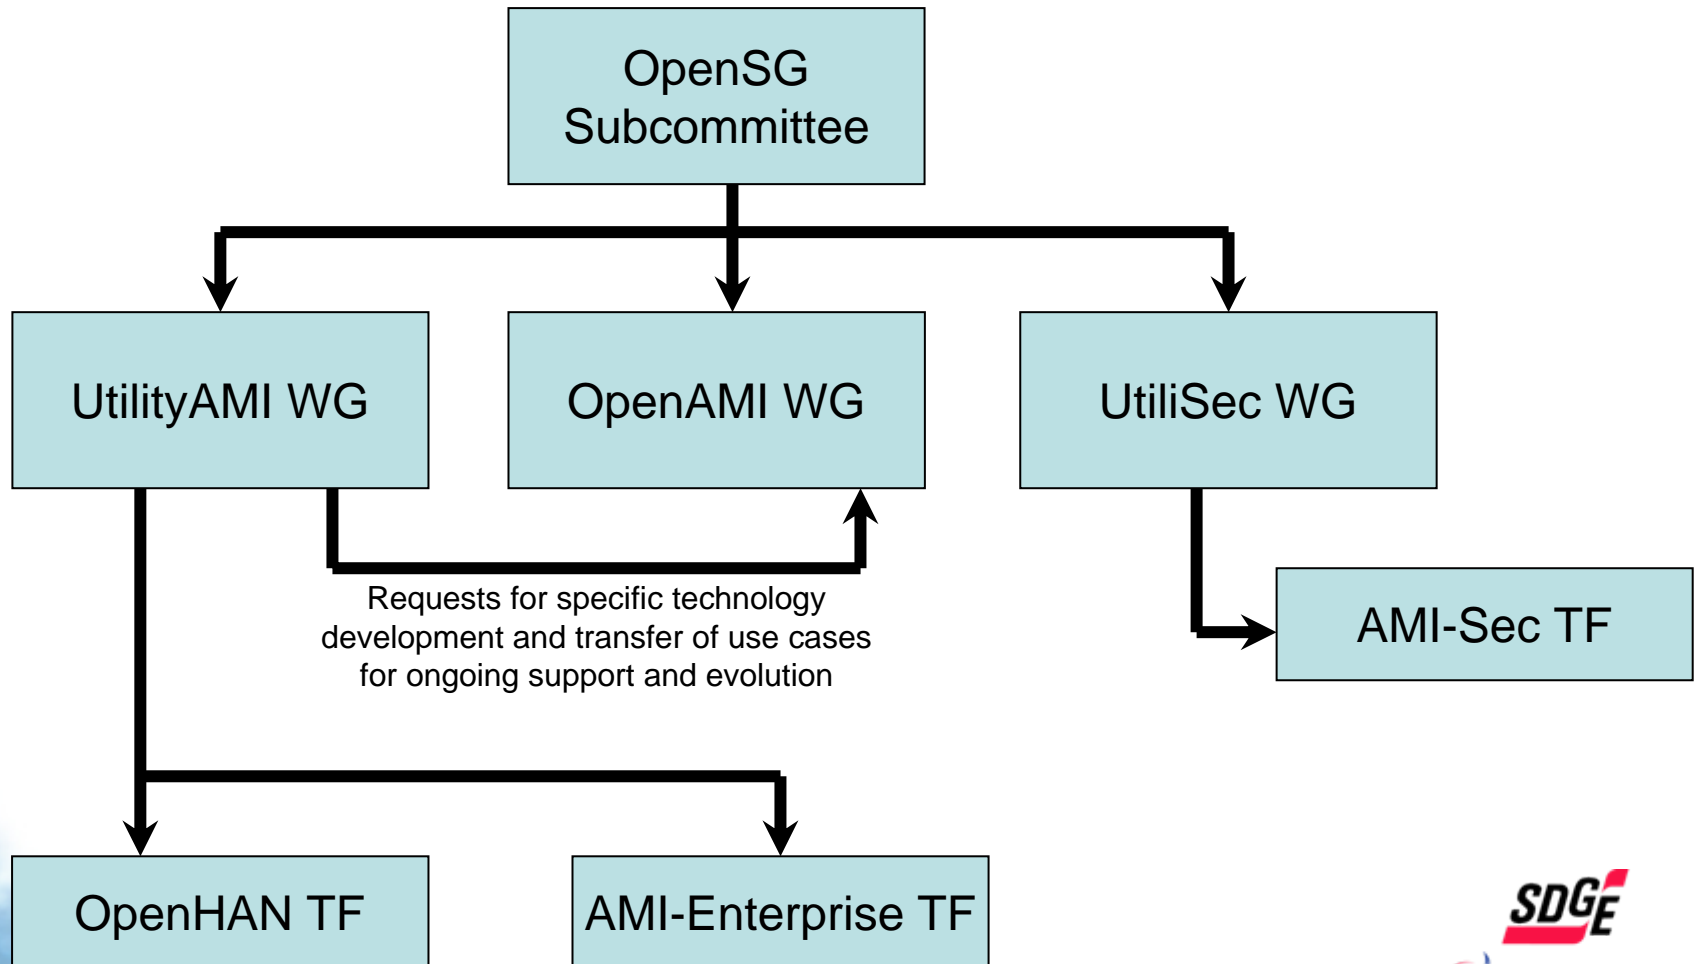 OpenSG
Subcommittee
UtilityAMI WG
OpenAMI WG
UtiliSec WG
Requests for specific technology
development and transfer of use cases
for ongoing support and evolution
AMI-Sec TF
OpenHAN TF
AMI-Enterprise TF
SDGE